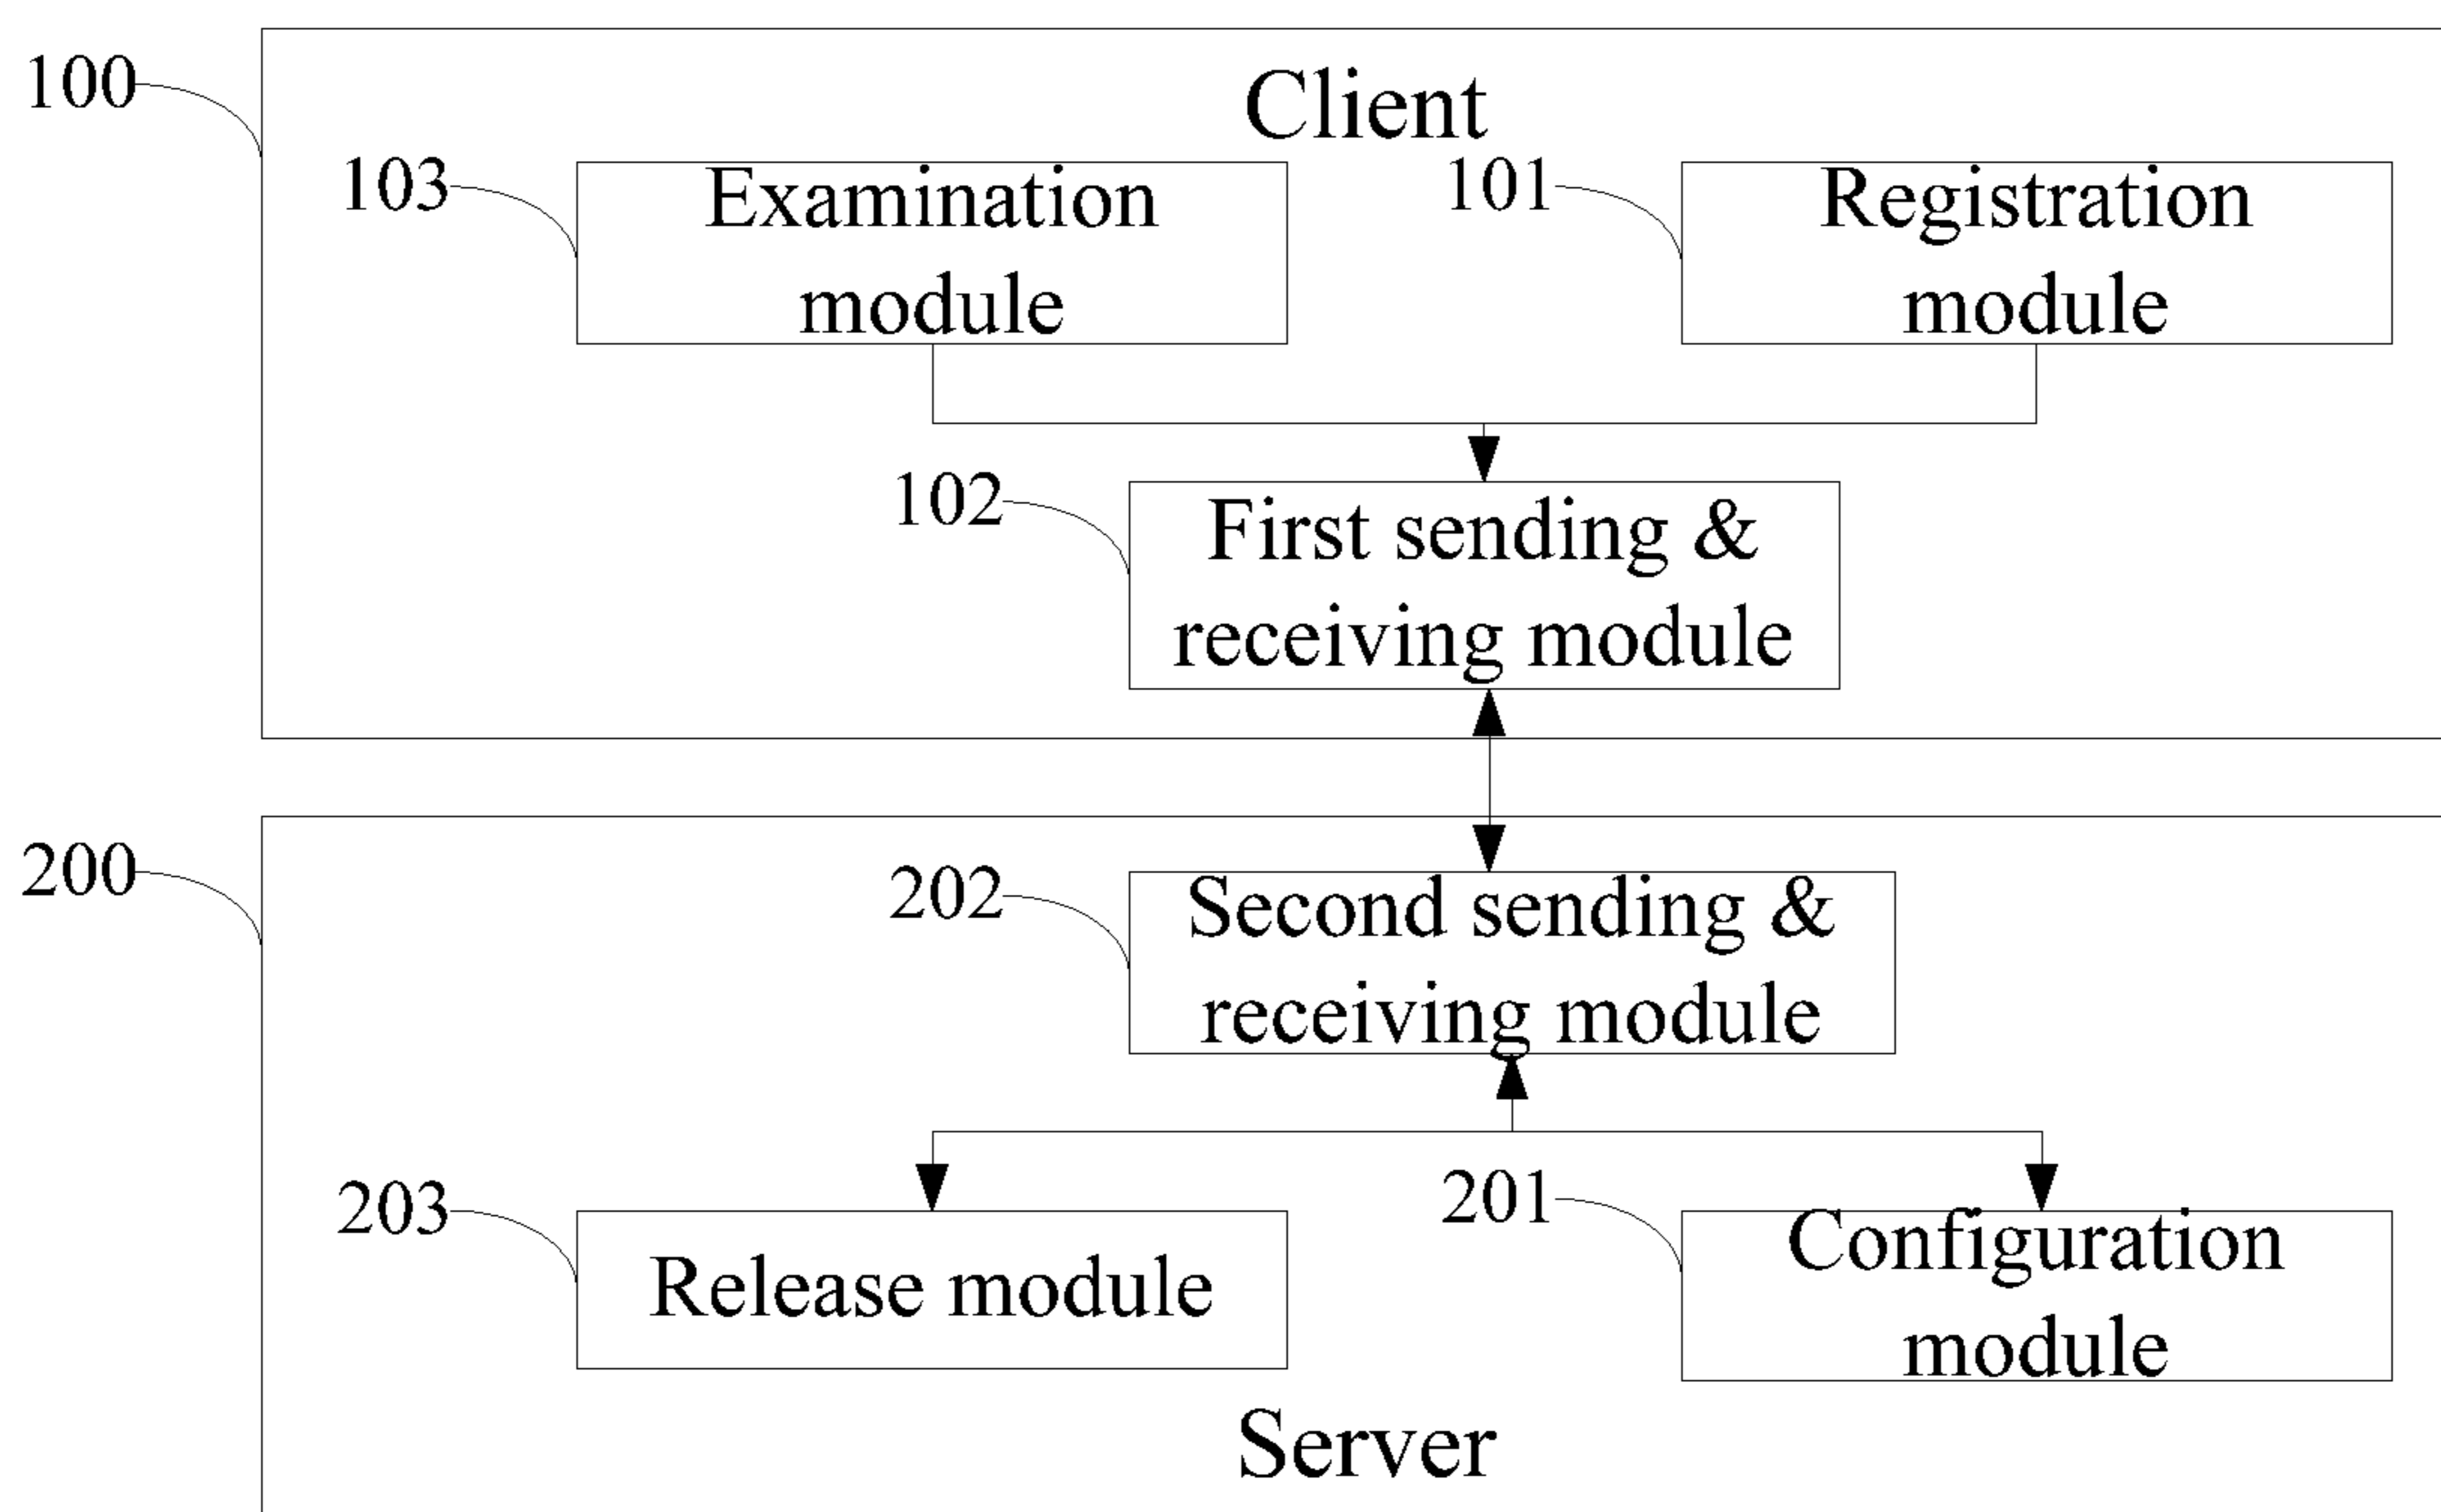 100
Client
103
Examination
module
101
Registration
module
102
First sending &
receiving module
200
202
Second sending &
receiving module
203
Release module
201
Configuration
module
Server